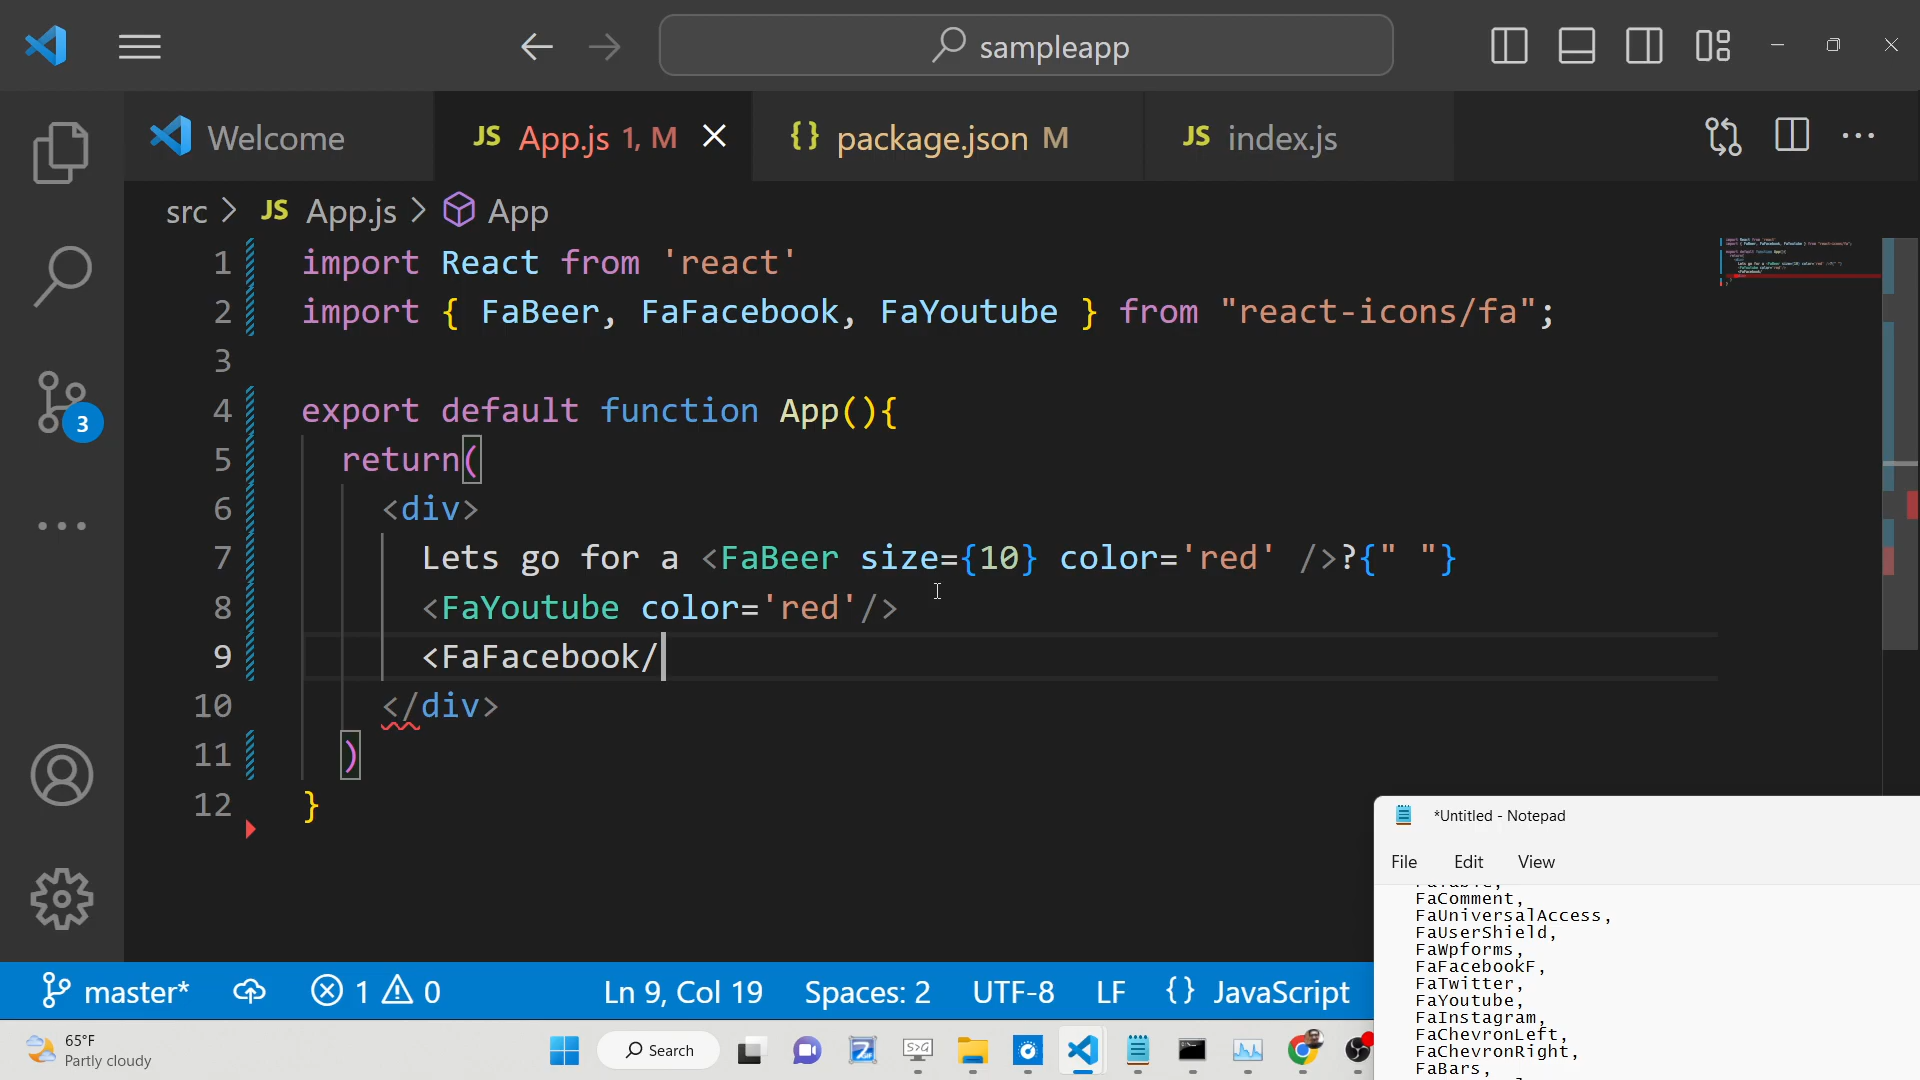 sampleapp
Welcome
JS App.js 1, M
{} package.json M
JS index.js
src > JS App.js > App
1 import React from 'react'
2 import { FaBeer, FaFacebook, FaYoutube } from "react-icons/fa";
3
4 export default function App(){
5 return(
6 <div>
7 Lets go for a <FaBeer size={10} color='red' />?{" "}
8 <FaYoutube color='red'/>
9 <FaFacebook/
10 </div>
11 )
12 }
3
*Untitled - Notepad
File Edit View
FaComment,
FaUniversalAccess,
FaUserShield,
FaWpforms,
FaFacebookF,
FaTwitter,
FaYoutube,
FaInstagram,
FaChevronLeft,
FaChevronRight,
FaBars,
master* 1 0 Ln 9, Col 19 Spaces: 2 UTF-8 LF {} JavaScript
65°F
Partly cloudy
Search